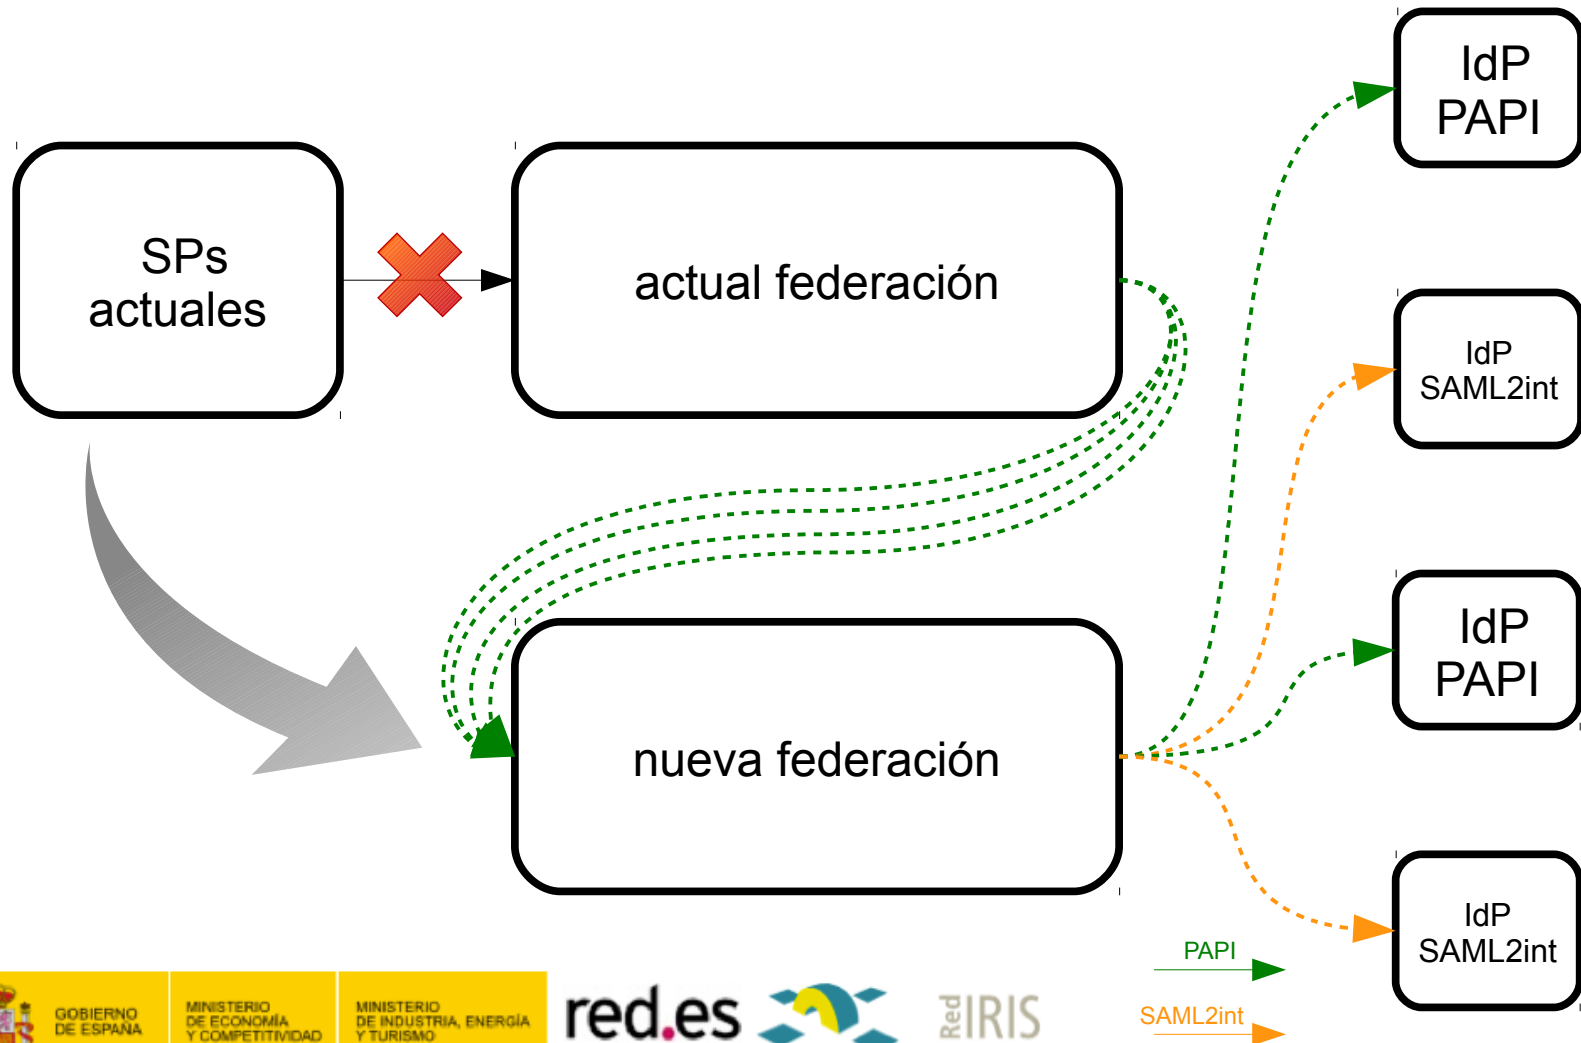 IdP
PAPI
SPs
actuales
actual federación
IdP
SAML2int
IdP
PAPI
nueva federación
IdP
SAML2int
PAPI
SAML2int
GOBIERNO
DE ESPAÑA
MINISTERIO
DE ECONOMÍA
Y COMPETITIVIDAD
MINISTERIO
DE INDUSTRIA, ENERGÍA
Y TURISMO
red.es
Red IRIS